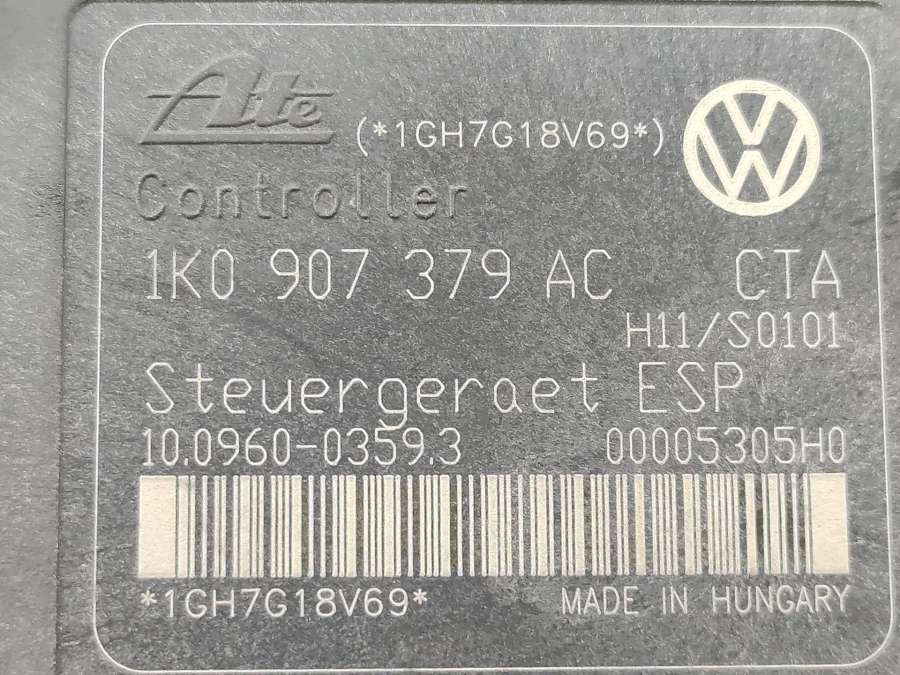 Ate (*1GH7G18V69*)
Controller
1K0 907 379 AC CTA
H11/S0101
Steuergeraet ESP
10.0960-0359.3 00005305H0
*1GH7G18V69* MADE IN HUNGARY